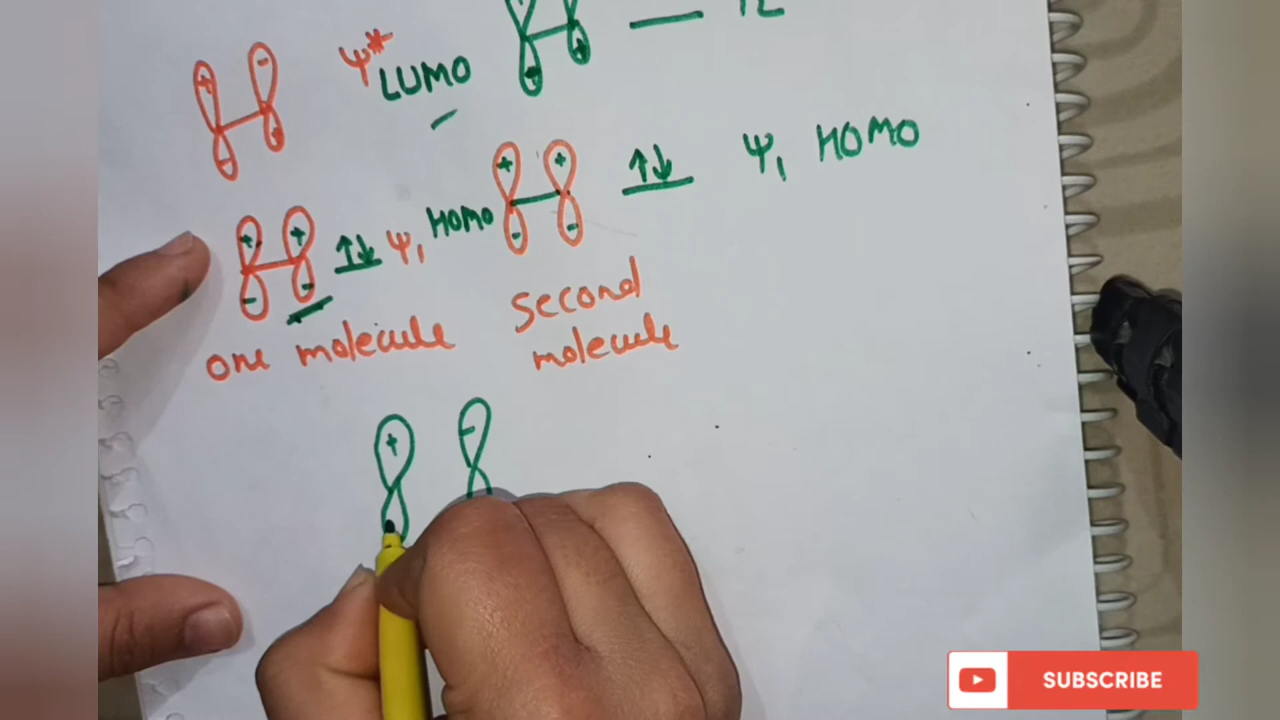 ψ* LUMO
ψ₁ HOMO
HOMO
ψ₁
one molecule
second
molecule
SUBSCRIBE